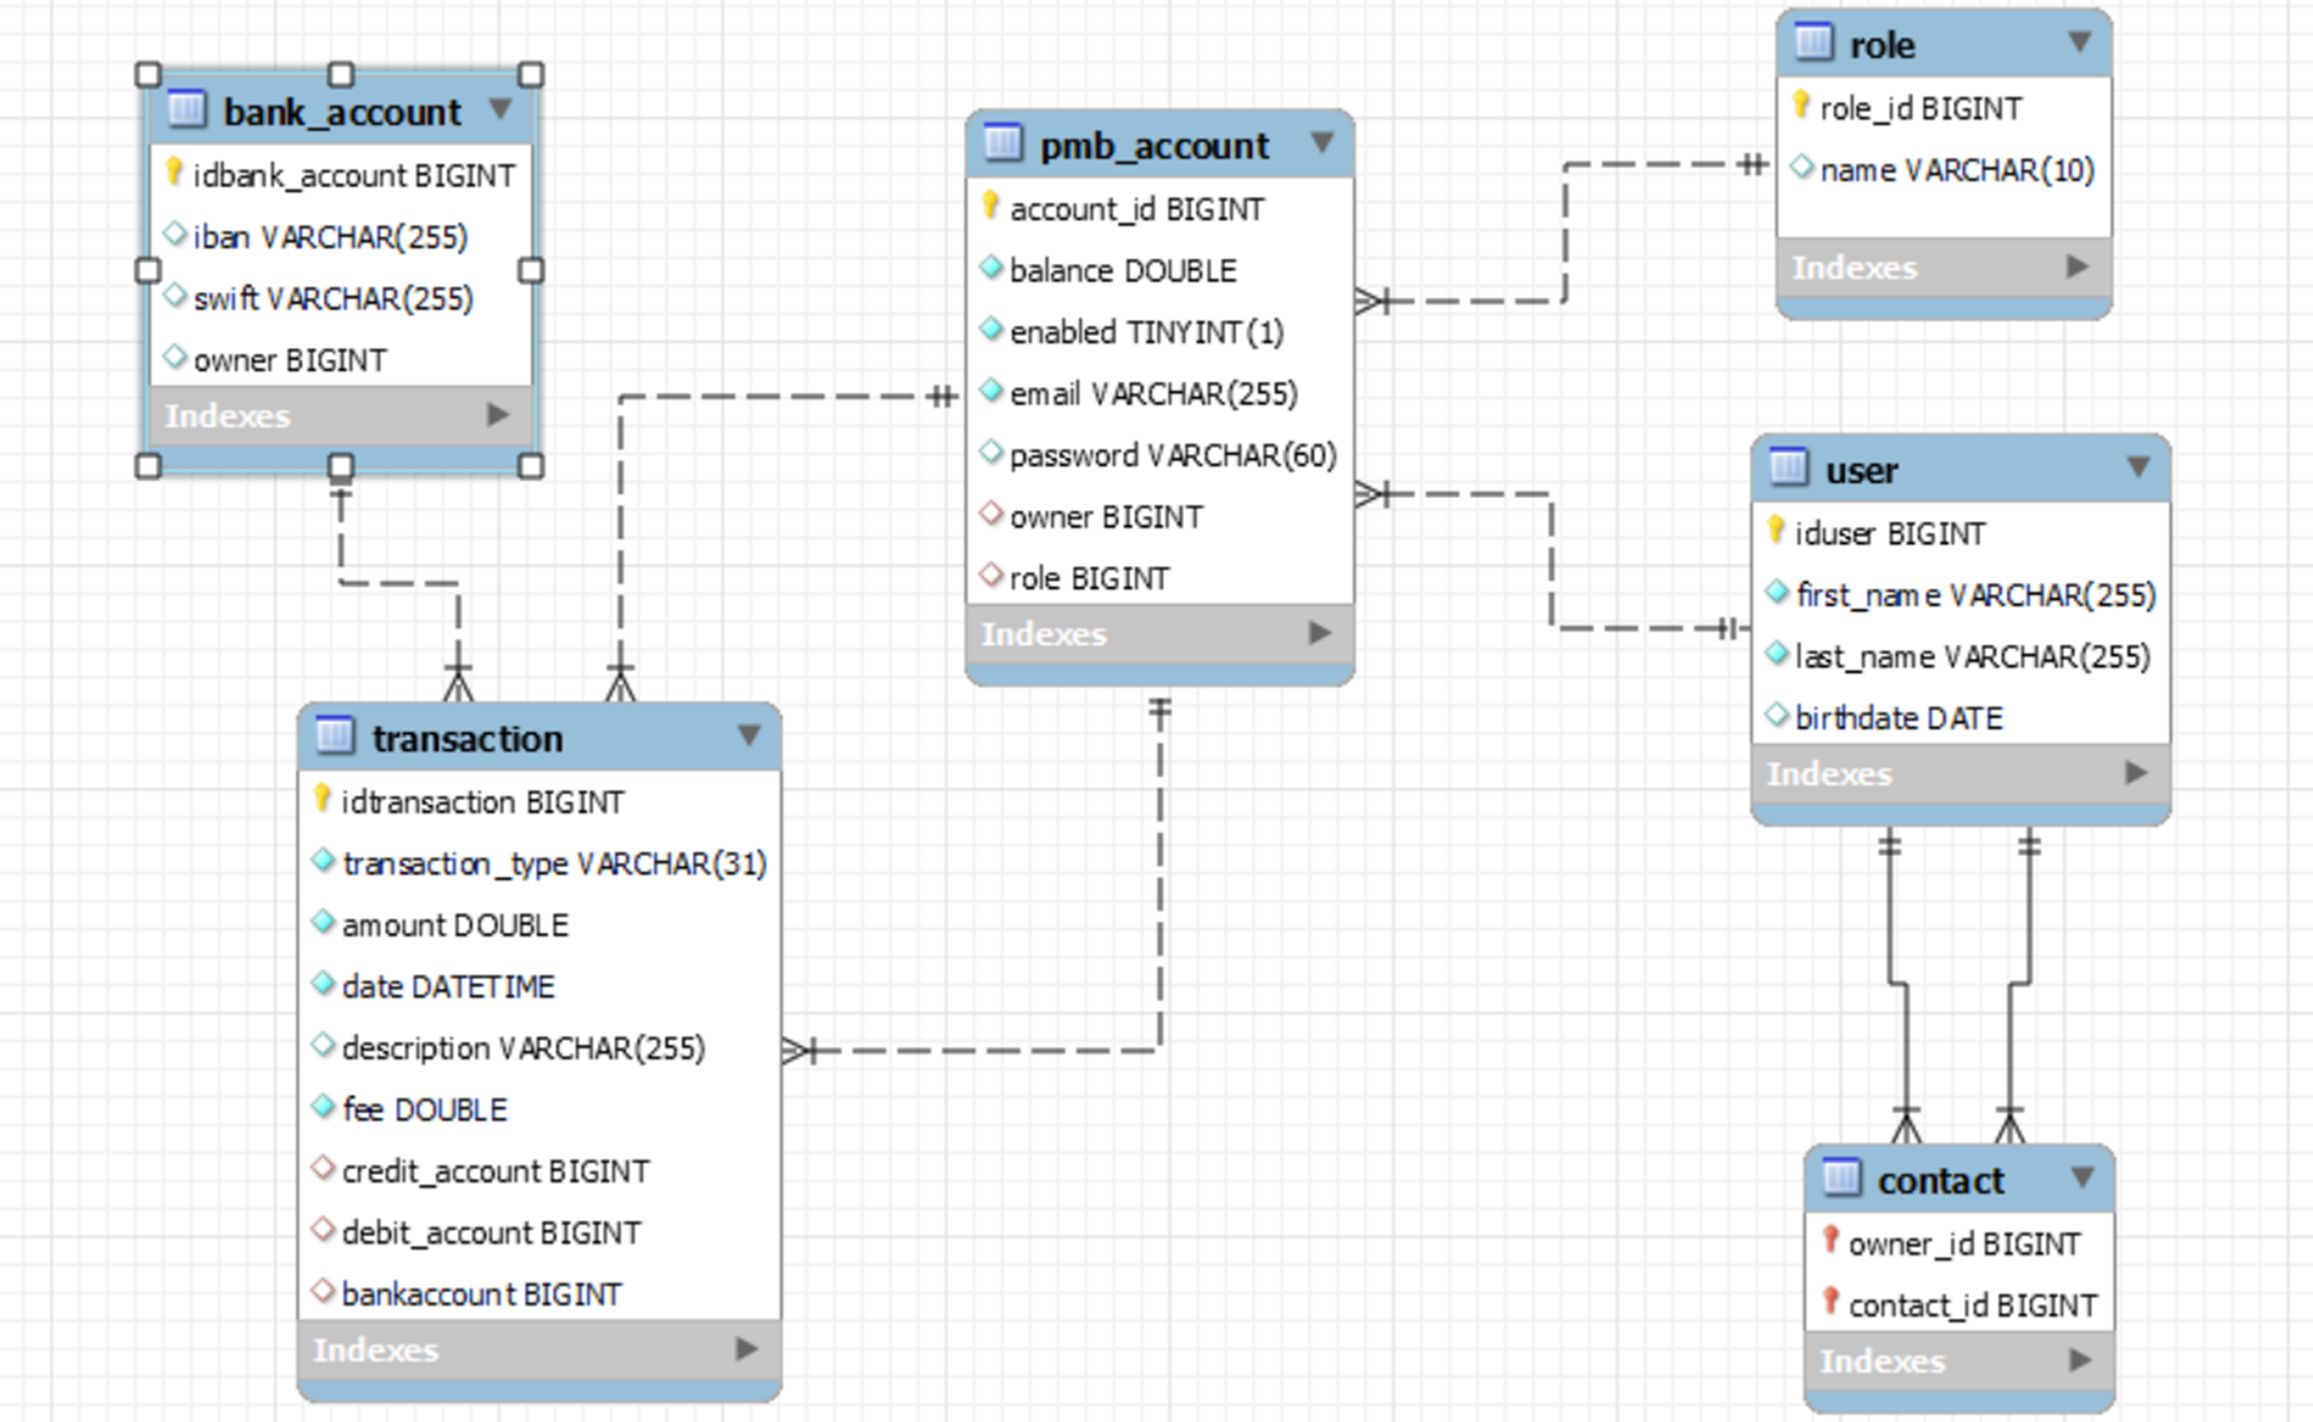 bank_account
idbank_account BIGINT
iban VARCHAR(255)
swift VARCHAR(255)
owner BIGINT
Indexes
pmb_account
account_id BIGINT
balance DOUBLE
enabled TINYINT(1)
email VARCHAR(255)
password VARCHAR(60)
owner BIGINT
role BIGINT
Indexes
role
role_id BIGINT
name VARCHAR(10)
Indexes
user
iduser BIGINT
first_name VARCHAR(255)
last_name VARCHAR(255)
birthdate DATE
Indexes
transaction
idtransaction BIGINT
transaction_type VARCHAR(31)
amount DOUBLE
date DATETIME
description VARCHAR(255)
fee DOUBLE
credit_account BIGINT
debit_account BIGINT
bankaccount BIGINT
Indexes
contact
owner_id BIGINT
contact_id BIGINT
Indexes